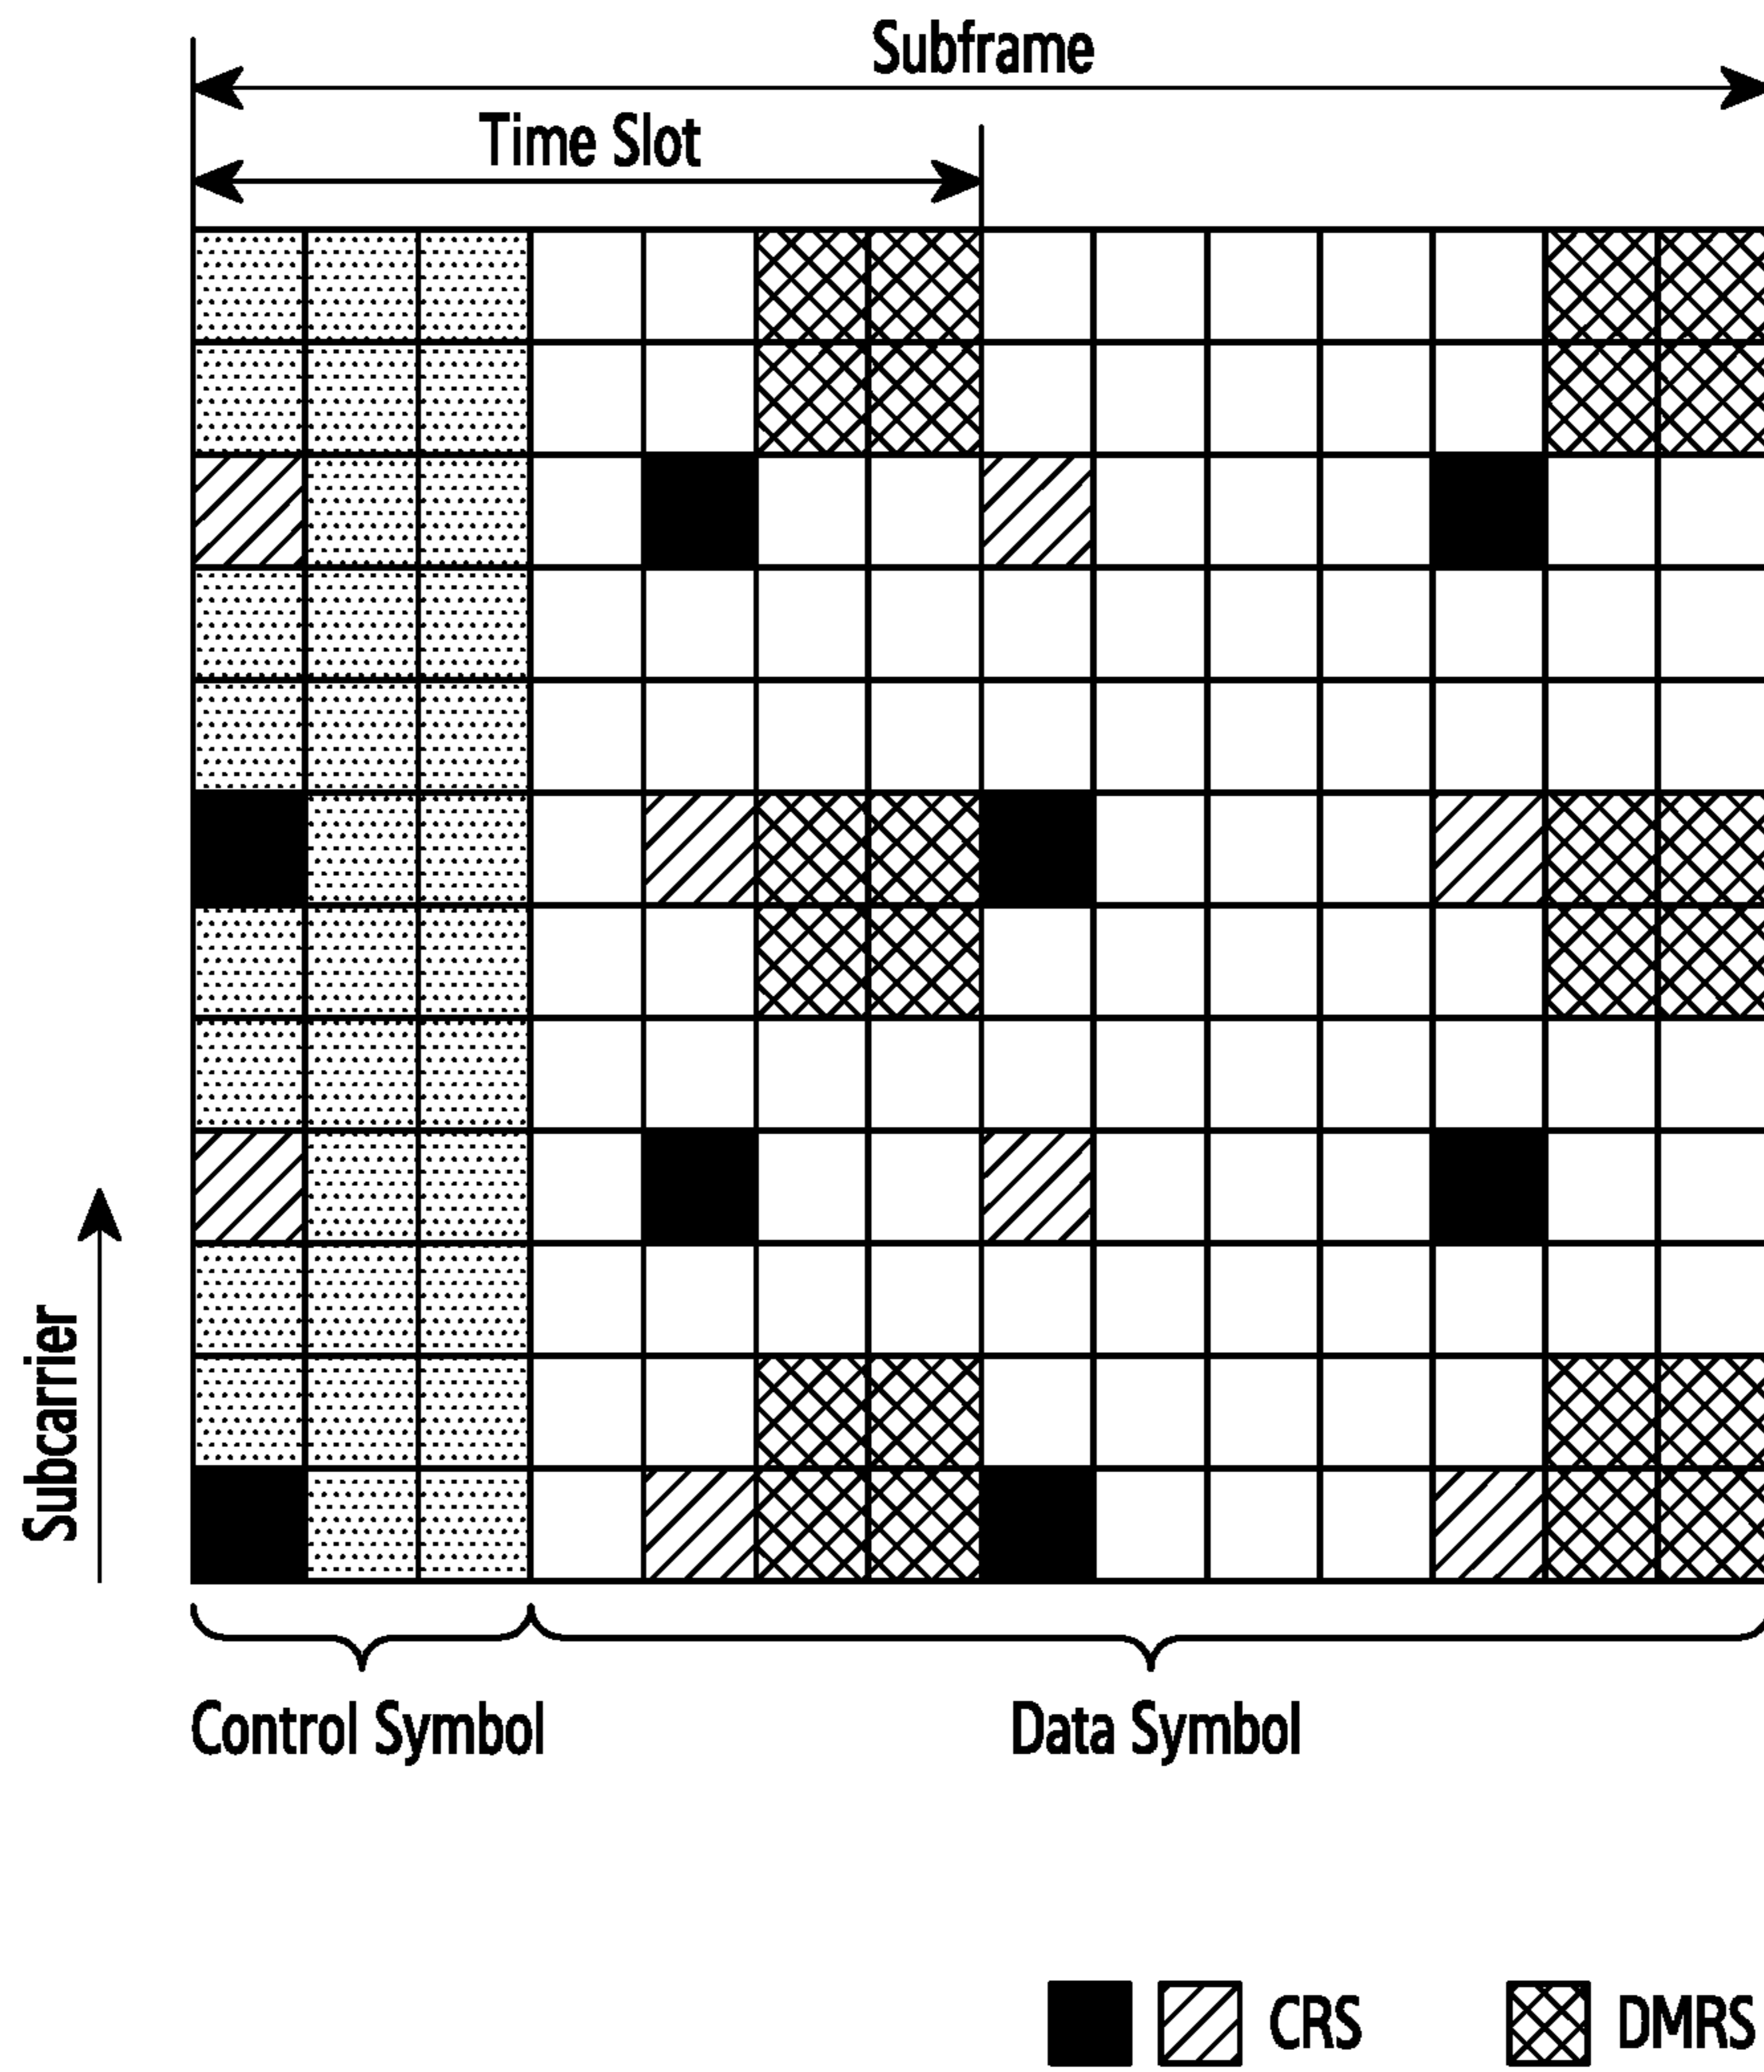 Subframe
Time Slot
Subcarrier
Control Symbol
Data Symbol
CRS
DMRS